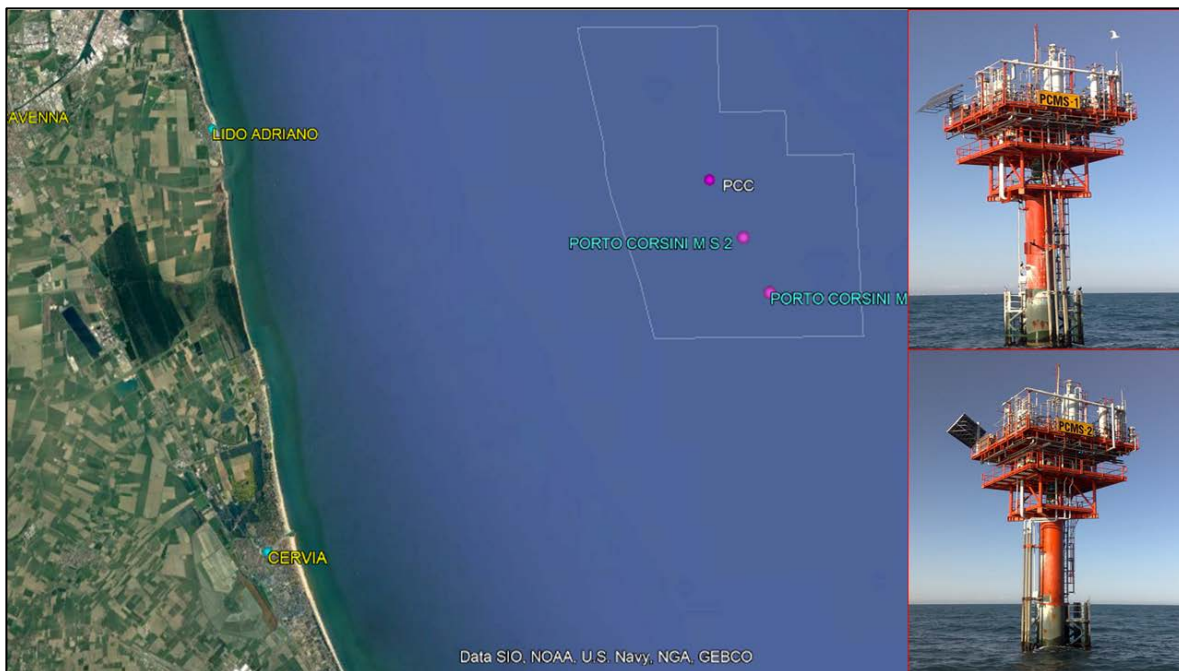 AVENNA
LIDO ADRIANO
PCC
PORTO CORSINI M S 2
PORTO CORSINI M
CERVIA
Data SIO, NOAA, U.S. Navy, NGA, GEBCO
PCMS-1
PCMS-2